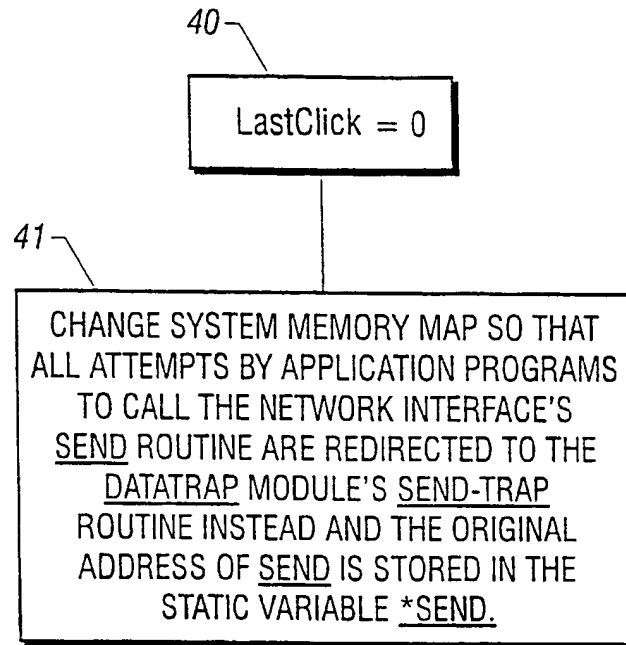 40
LastClick = 0
41
CHANGE SYSTEM MEMORY MAP SO THAT
ALL ATTEMPTS BY APPLICATION PROGRAMS
TO CALL THE NETWORK INTERFACE'S
SEND ROUTINE ARE REDIRECTED TO THE
DATATRAP MODULE'S SEND-TRAP
ROUTINE INSTEAD AND THE ORIGINAL
ADDRESS OF SEND IS STORED IN THE
STATIC VARIABLE *SEND.